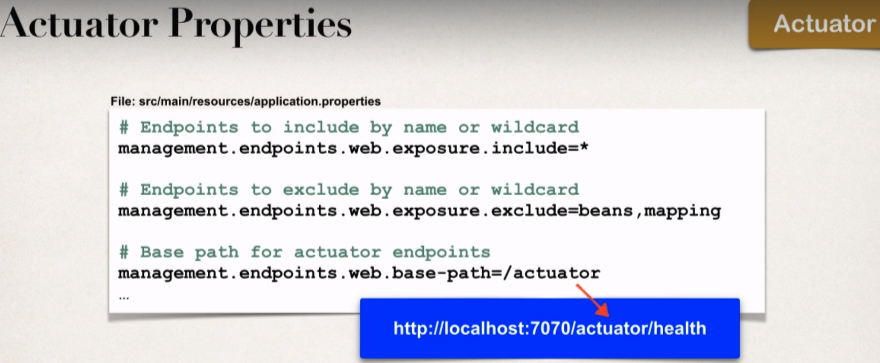 Actuator Properties
Actuator
File: src/main/resources/application.properties
# Endpoints to include by name or wildcard
management.endpoints.web.exposure.include=*
# Endpoints to exclude by name or wildcard
management.endpoints.web.exposure.exclude=beans,mapping
# Base path for actuator endpoints
management.endpoints.web.base-path=/actuator
...
http://localhost:7070/actuator/health